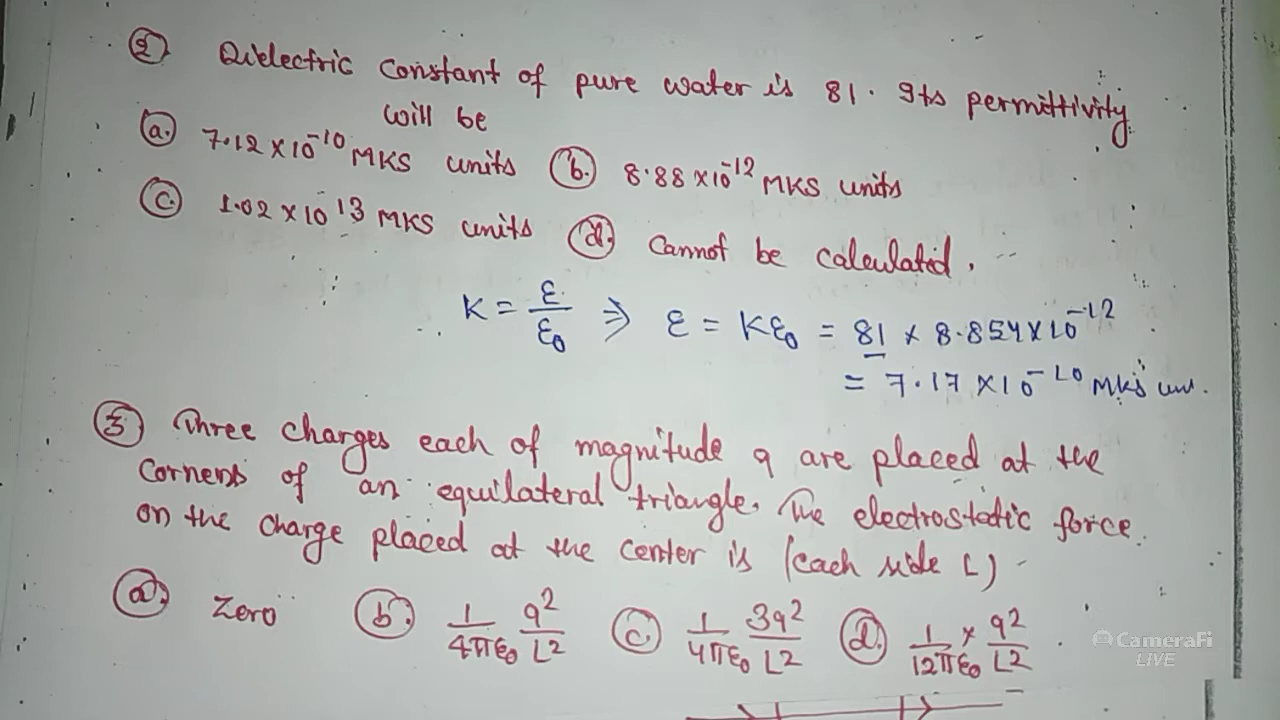 ② Dielectric Constant of pure water is 81. Its permittivity
will be
ⓐ 7.12 × 10⁻¹⁰ MKS units ⓑ 8.88 × 10⁻¹² MKS units
ⓒ 1.02 × 10¹³ MKS units ⓓ Cannot be calculated.
K = ε/ε₀ ⇒ ε = Kε₀ = 81 × 8.854 × 10⁻¹²
= 7.17 × 10⁻¹⁰ MKS uni.
③ Three charges each of magnitude q are placed at the
Corners of an equilateral triangle. The electrostatic force
on the charge placed at the center is (each side L)
ⓐ Zero ⓑ 1/4πε₀ q²/L² ⓒ 1/4πε₀ 3q²/L² ⓓ 1/12πε₀ × q²/L²
CameraFi
LIVE